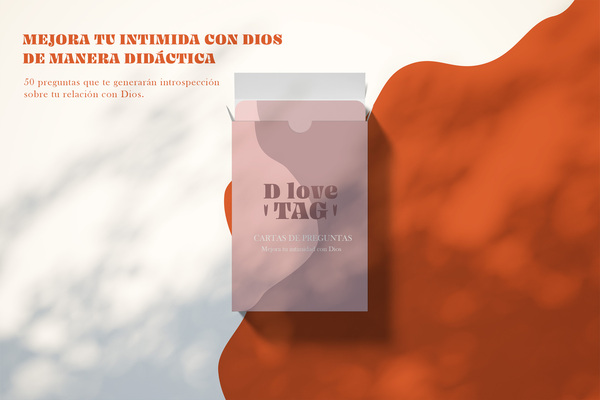 MEJORA TU INTIMIDA CON DIOS
DE MANERA DIDÁCTICA
50 preguntas que te generarán introspección
sobre tu relación con Dios.
D love
TAG
CARTAS DE PREGUNTAS
Mejora tu intimidad con Dios